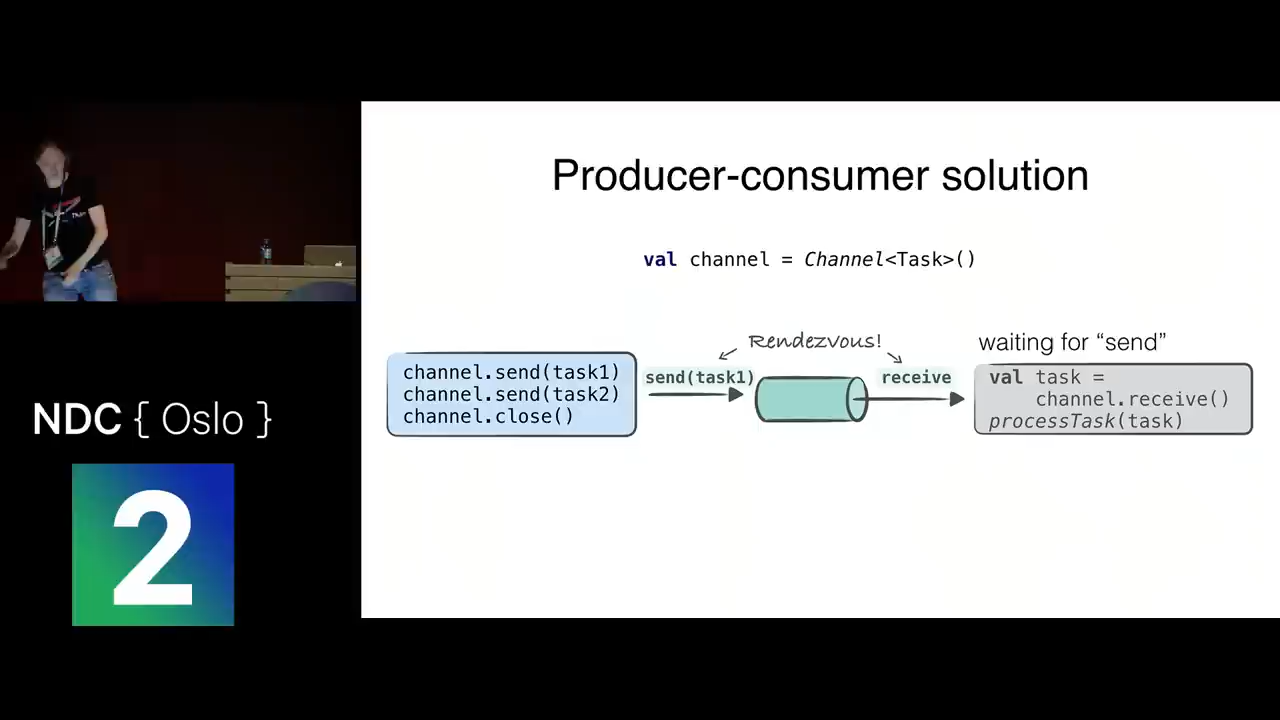 Producer-consumer solution
val channel = Channel<Task>()
Rendezvous!
waiting for “send”
channel.send(task1)
channel.send(task2)
channel.close()
send(task1)
receive
val task =
channel.receive()
processTask(task)
NDC { Oslo }
2